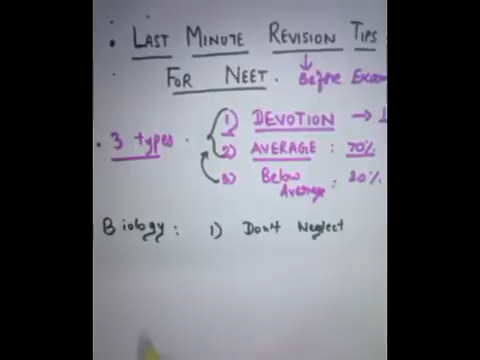 : LAST MINUTE REVISION TIPS
FOR NEET. Before Exam
1) DEVOTION →
• 3 types. 2) AVERAGE : 70%
3) Below Average : 20%
Biology : 1) Don't Neglect